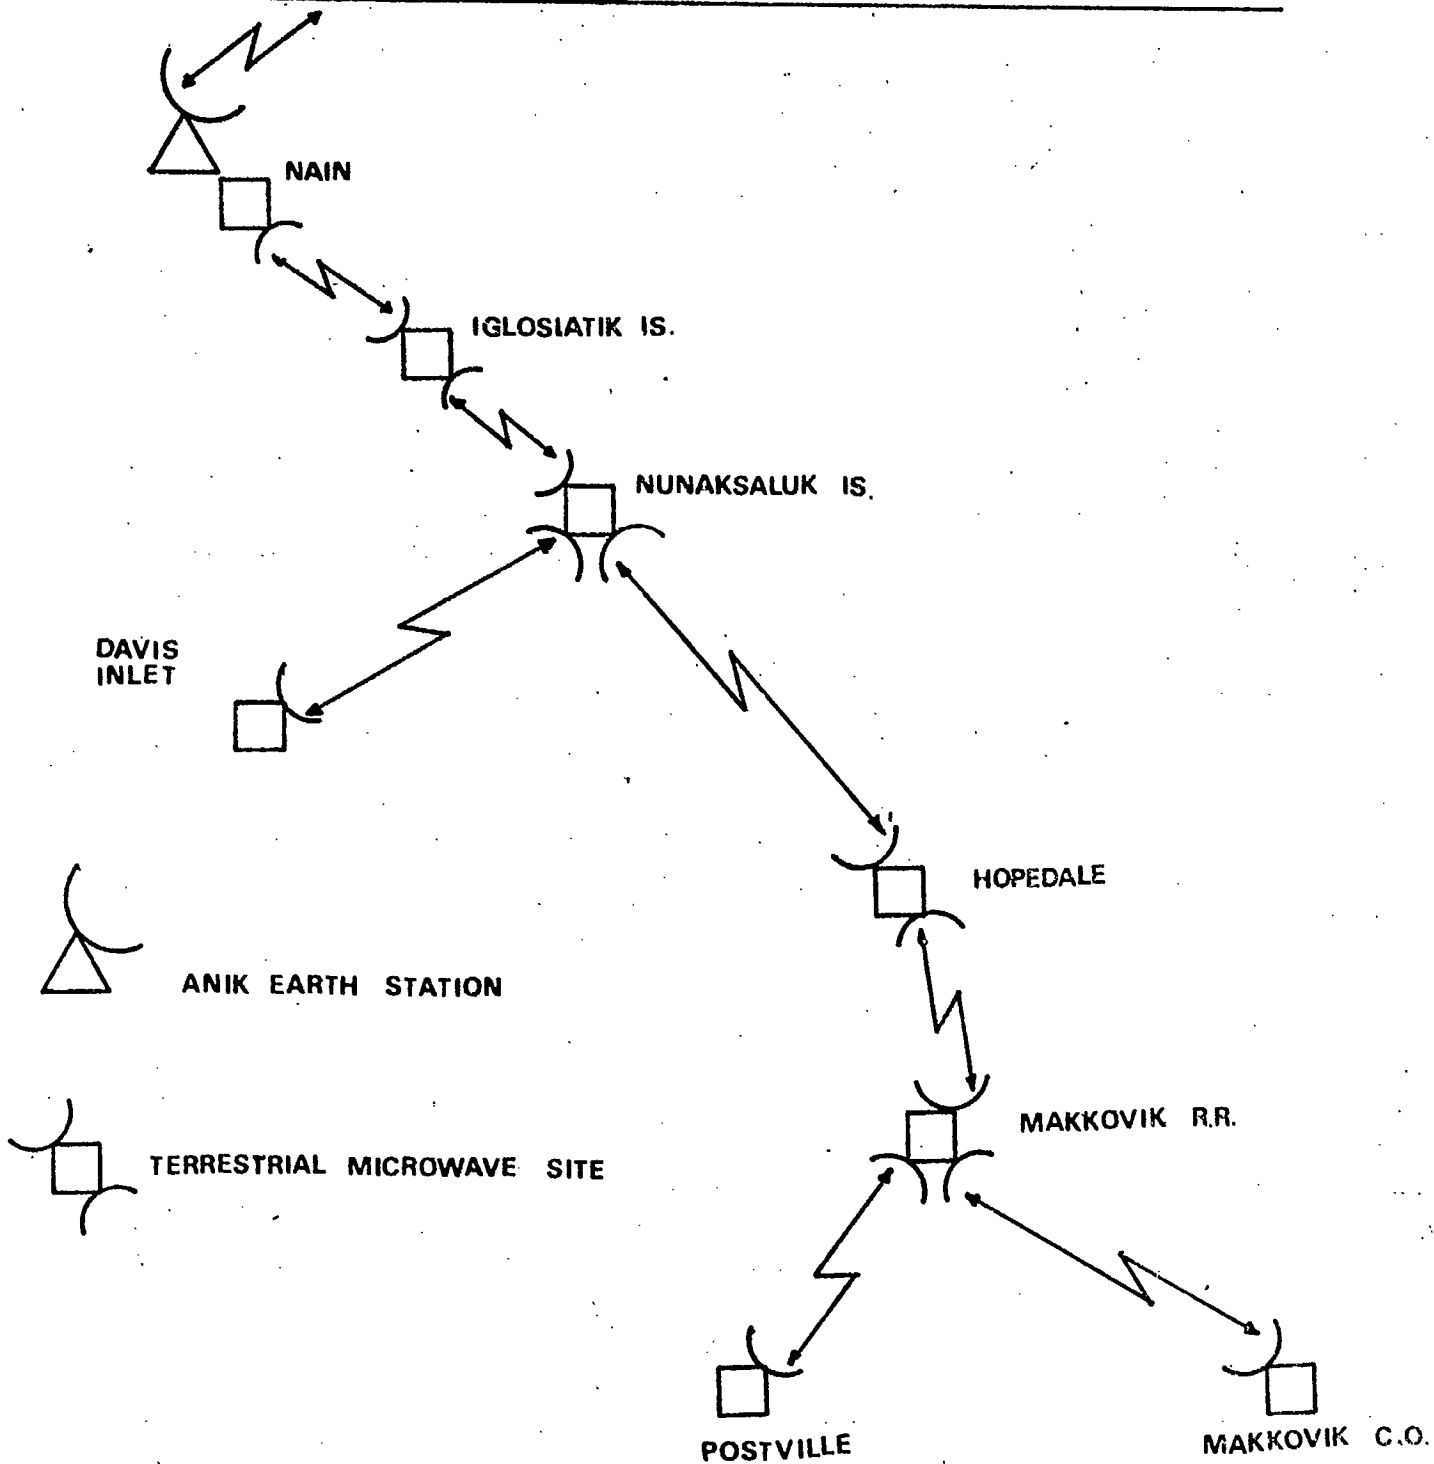 NAIN
IGLOSIATIK IS.
NUNAKSALUK IS.
DAVIS
INLET
HOPEDALE
ANIK EARTH STATION
MAKKOVIK R.R.
TERRESTRIAL MICROWAVE SITE
POSTVILLE
MAKKOVIK C.O.